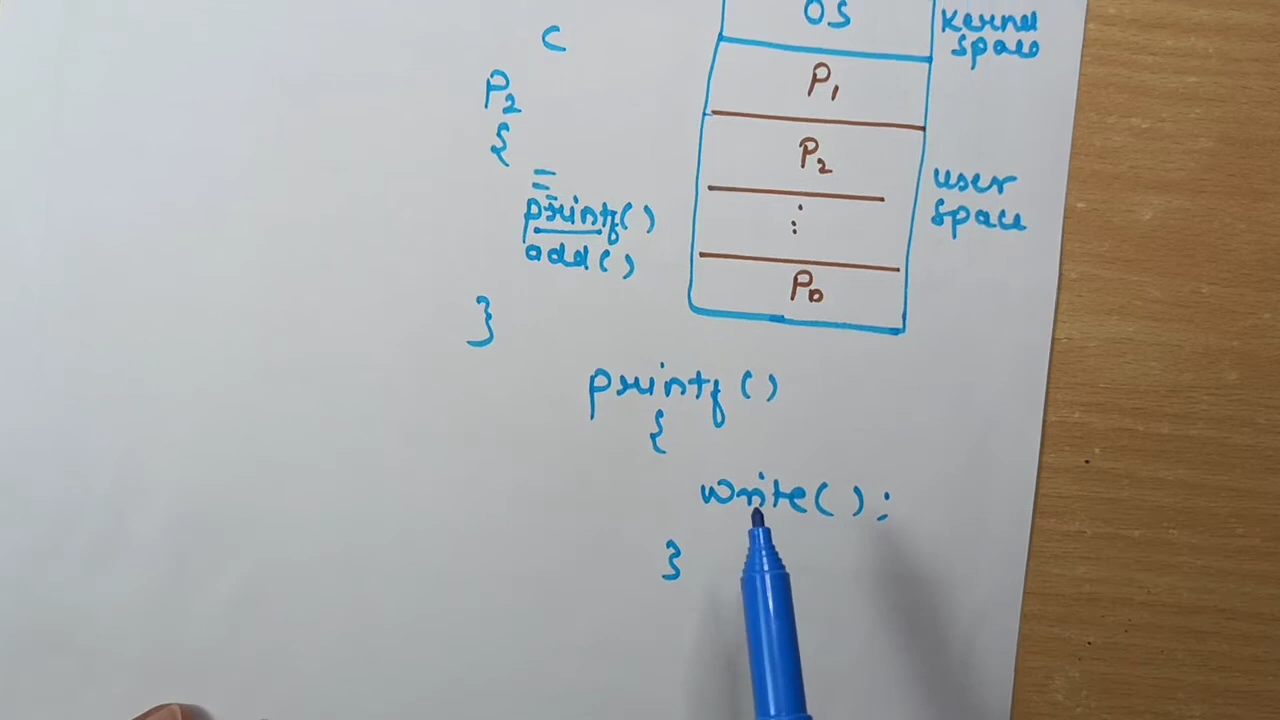 OS
Kernel
space
P1
P2
:
Pn
user
space
C
P2
{
=
printf()
add()
}
printf()
{
write();
}